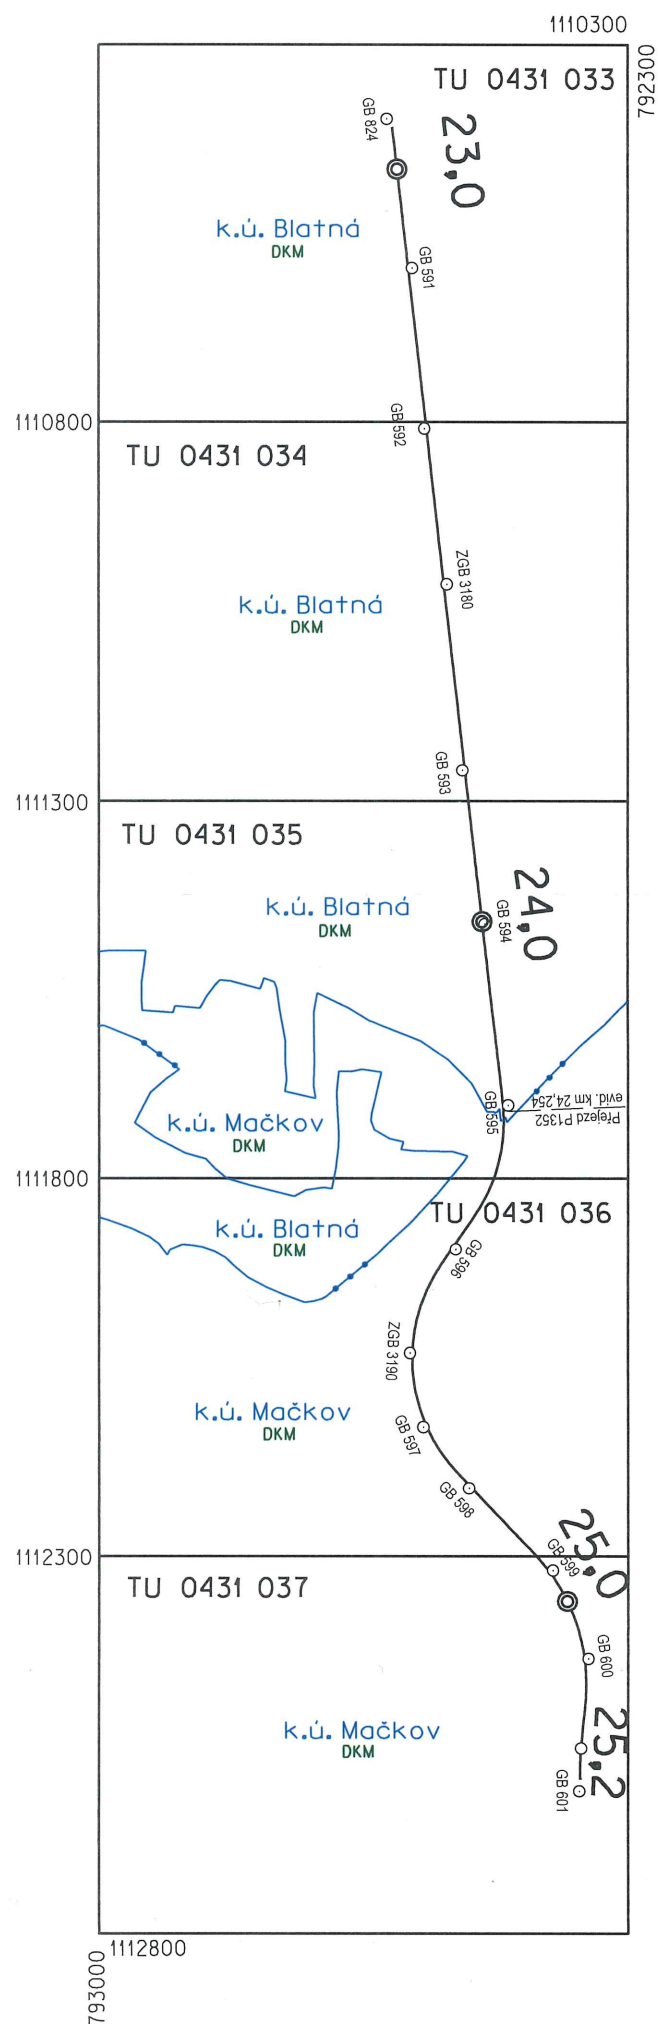 1110300
792300
TU 0431 033
GB 824
23,0
k.ú. Blatná
DKM
GB 591
1110800
GB 592
TU 0431 034
ZGB 3180
k.ú. Blatná
DKM
GB 593
1111300
TU 0431 035
24,0
k.ú. Blatná
DKM
GB 594
GB 595
Přejezd P1352
evid. km 24,254
k.ú. Mačkov
DKM
1111800
TU 0431 036
k.ú. Blatná
DKM
GB 596
ZGB 3190
k.ú. Mačkov
DKM
GB 597
GB 598
25,0
1112300
GB 599
TU 0431 037
GB 600
k.ú. Mačkov
DKM
25,2
GB 601
1112800
793000